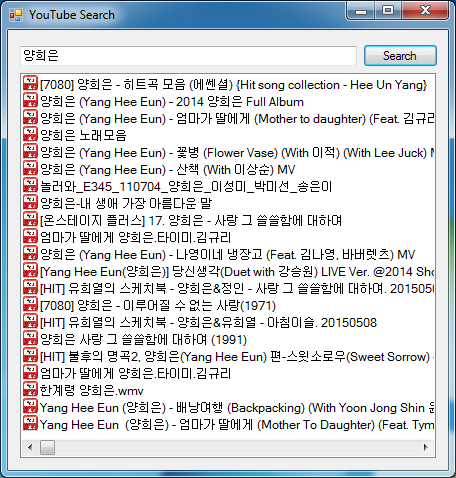 YouTube Search
양희은
Search
[7080] 양희은 - 히트곡 모음 (에쎈셜) {Hit song collection - Hee Un Yang}
양희은 (Yang Hee Eun) - 2014 양희은 Full Album
양희은 (Yang Hee Eun) - 엄마가 딸에게 (Mother to daughter) (Feat. 김규리
양희은 노래모음
양희은 (Yang Hee Eun) - 꽃병 (Flower Vase) (With 이적) (With Lee Juck) M
양희은 (Yang Hee Eun) - 산책 (With 이상순) MV
놀러와_E345_110704_양희은_이성미_박미선_송은이
양희은-내 생애 가장 아름다운 말
[온스테이지 플러스] 17. 양희은 - 사랑 그 쓸쓸함에 대하여
엄마가 딸에게 양희은.타이미.김규리
양희은 (Yang Hee Eun) - 나영이네 냉장고 (Feat. 김나영, 바버렛츠) MV
[Yang Hee Eun(양희은)] 당신생각(Duet with 강승원) LIVE Ver. @2014 Sho
[HIT] 유희열의 스케치북 - 양희은&정인 - 사랑 그 쓸쓸함에 대하여. 2015050
[7080] 양희은 - 이루어질 수 없는 사랑(1971)
[HIT] 유희열의 스케치북 - 양희은&유희열 - 아침이슬. 20150508
양희은 사랑 그 쓸쓸함에 대하여 (1991)
[HIT] 불후의 명곡2, 양희은(Yang Hee Eun) 편-스윗소로우(Sweet Sorrow) -
엄마가 딸에게 양희은.타이미.김규리
한계령 양희은.wmv
Yang Hee Eun (양희은) - 배낭여행 (Backpacking) (With Yoon Jong Shin 윤
Yang Hee Eun (양희은) - 엄마가 딸에게 (Mother To Daughter) (Feat. Tym